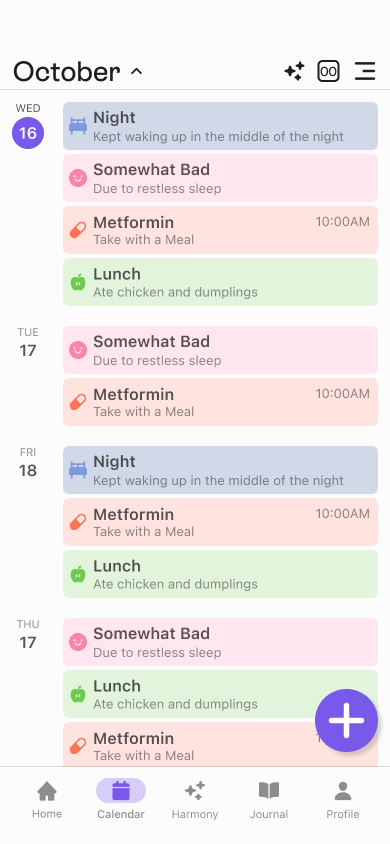 October
00
WED
16
Night
Kept waking up in the middle of the night
Somewhat Bad
Due to restless sleep
Metformin
10:00AM
Take with a Meal
Lunch
Ate chicken and dumplings
TUE
17
Somewhat Bad
Due to restless sleep
Metformin
10:00AM
Take with a Meal
FRI
18
Night
Kept waking up in the middle of the night
Metformin
10:00AM
Take with a Meal
Lunch
Ate chicken and dumplings
THU
17
Somewhat Bad
Due to restless sleep
Lunch
Ate chicken and dumplings
Metformin
Take with a Meal
Home
Calendar
Harmony
Journal
Profile